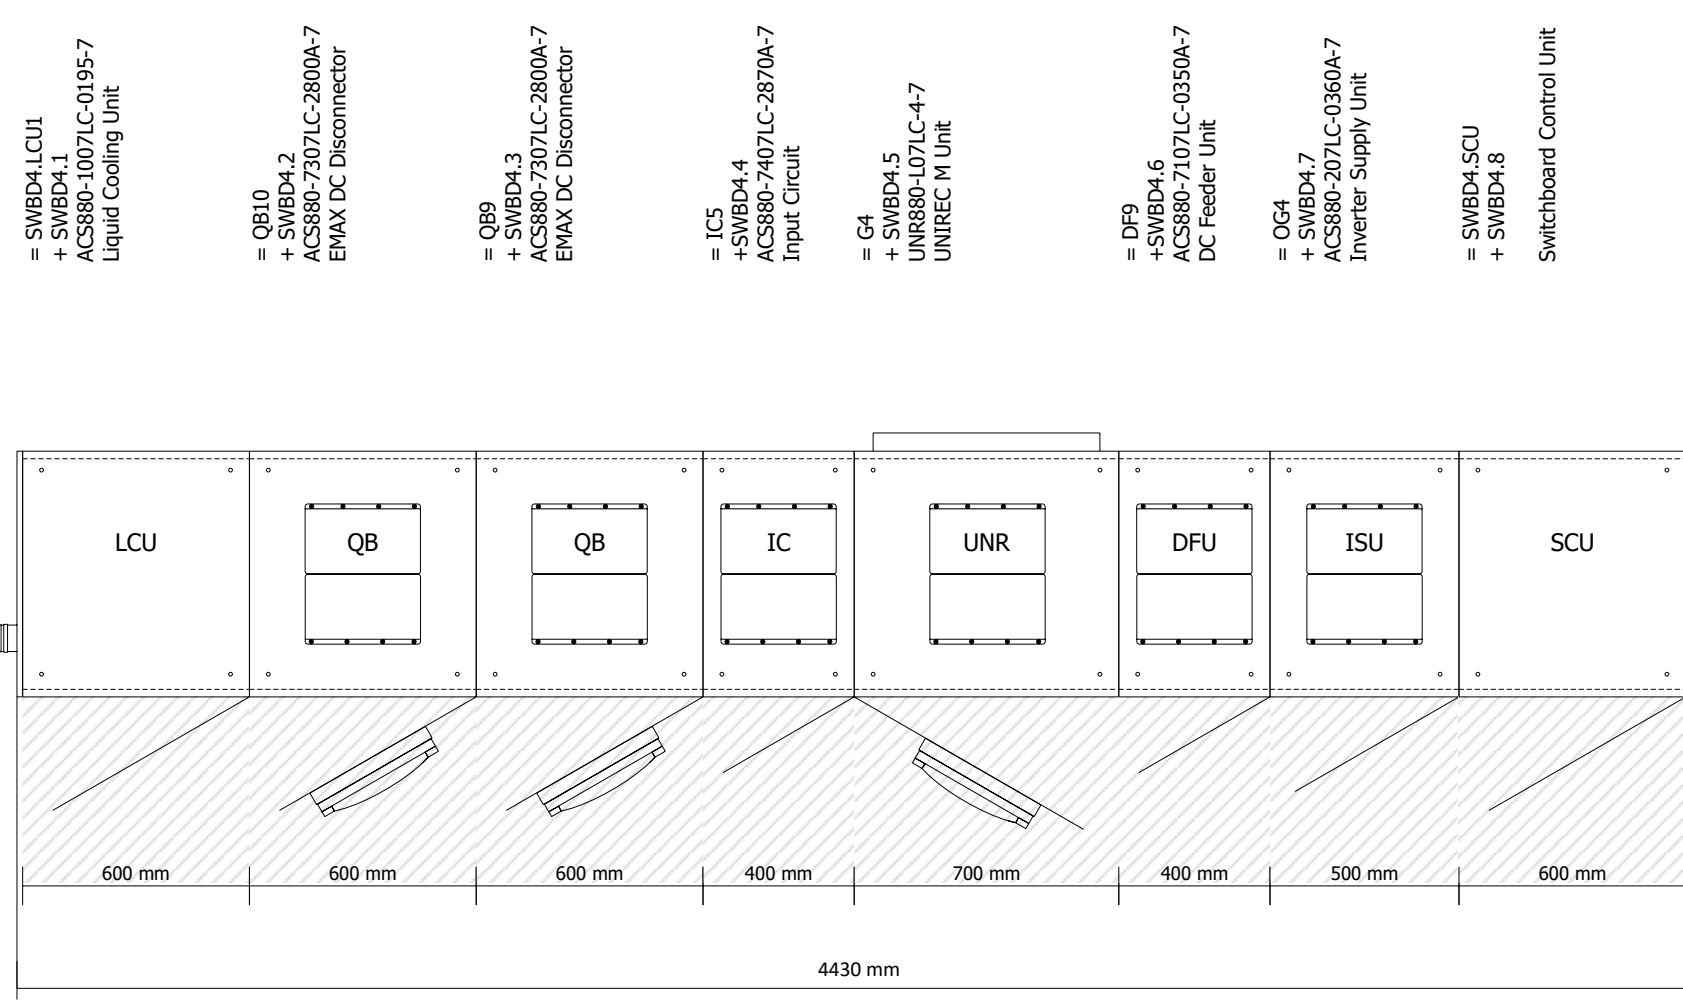 = SWBD4.LCU1
+ SWBD4.1
ACS880-1007LC-0195-7
Liquid Cooling Unit
= QB10
+ SWBD4.2
ACS880-7307LC-2800A-7
EMAX DC Disconnector
= QB9
+ SWBD4.3
ACS880-7307LC-2800A-7
EMAX DC Disconnector
= IC5
+SWBD4.4
ACS880-7407LC-2870A-7
Input Circuit
= G4
+ SWBD4.5
UNR880-L07LC-4-7
UNIREC M Unit
= DF9
+SWBD4.6
ACS880-7107LC-0350A-7
DC Feeder Unit
= OG4
+ SWBD4.7
ACS880-207LC-0360A-7
Inverter Supply Unit
= SWBD4.SCU
+ SWBD4.8
Switchboard Control Unit
LCU
QB
QB
IC
UNR
DFU
ISU
SCU
600 mm
600 mm
600 mm
400 mm
700 mm
400 mm
500 mm
600 mm
4430 mm